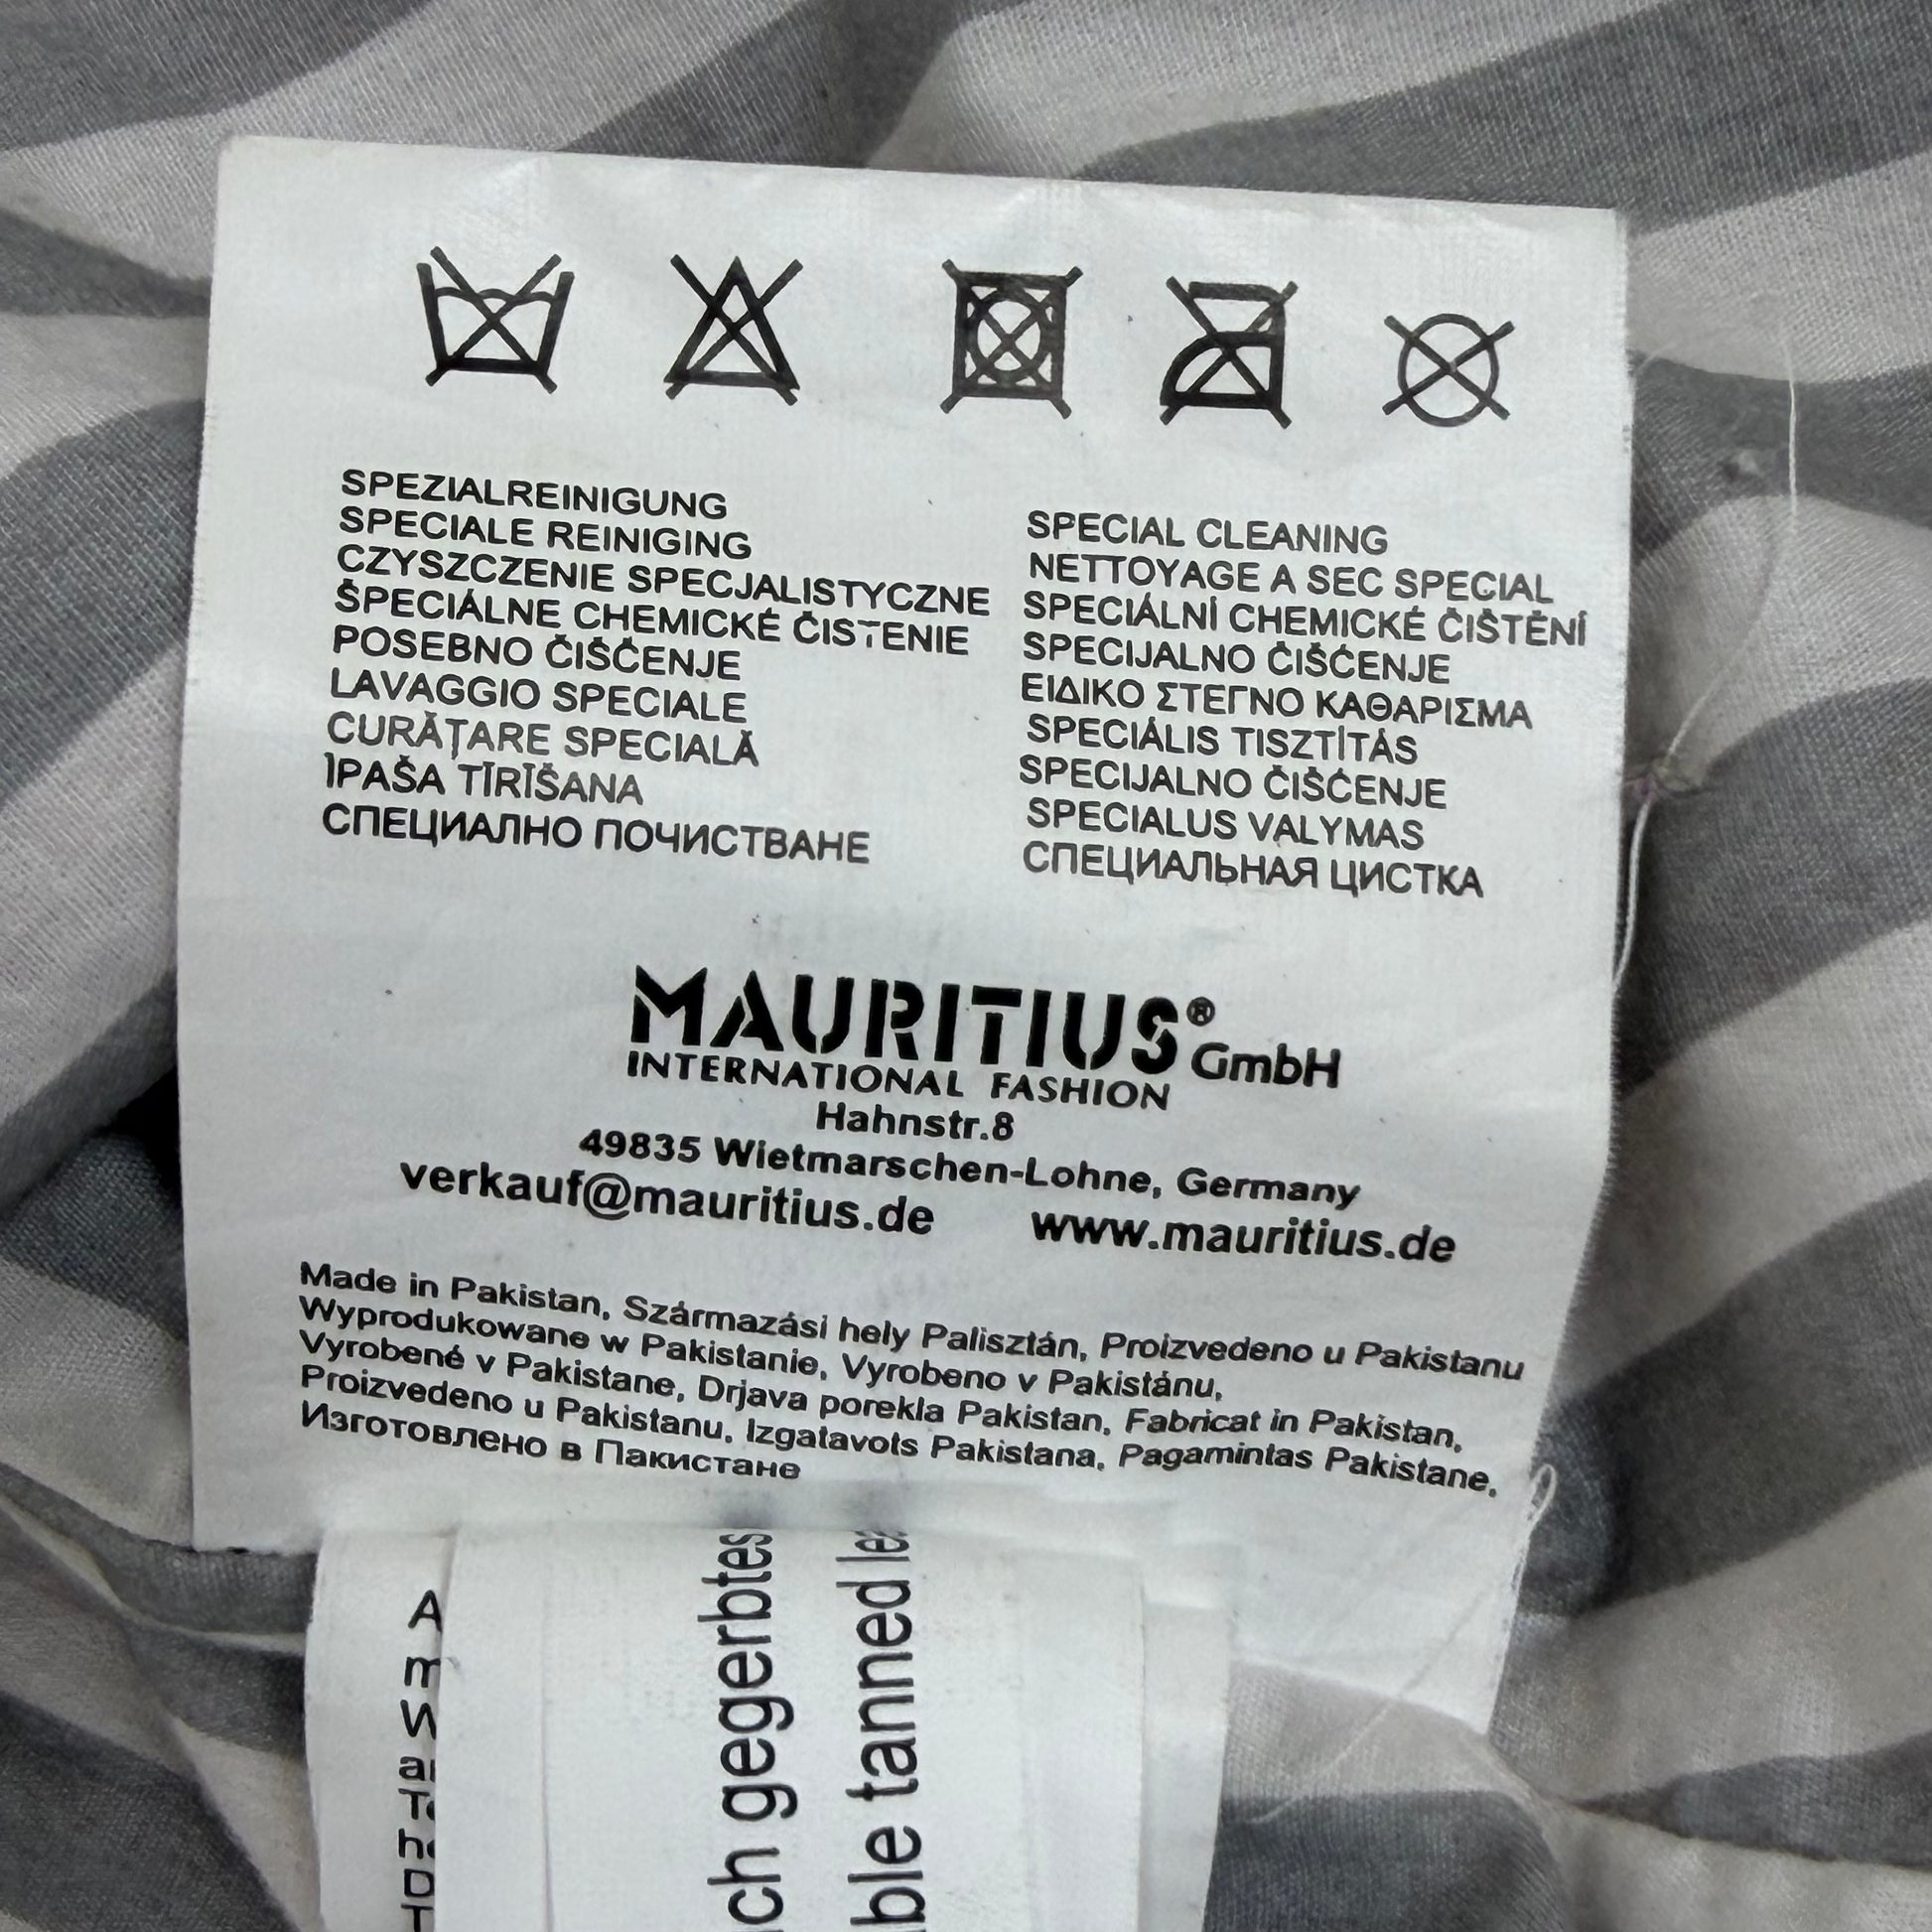 SPEZIALREINIGUNG
SPECIALE REINIGING
CZYSZCZENIE SPECJALISTYCZNE
ŠPECIÁLNE CHEMICKÉ ČISTENIE
POSEBNO ČIŠČENJE
LAVAGGIO SPECIALE
CURĂŢARE SPECIALĂ
ĪPAŠA TĪRĪŠANA
СПЕЦИАЛНО ПОЧИСТВАНЕ
SPECIAL CLEANING
NETTOYAGE A SEC SPECIAL
SPECIÁLNÍ CHEMICKÉ ČIŠTĚNÍ
SPECIJALNO ČIŠĆENJE
ΕΙΔΙΚΟ ΣΤΕΓΝΟ ΚΑΘΑΡΙΣΜΑ
SPECIÁLIS TISZTÍTÁS
SPECIJALNO ČIŠĆENJE
SPECIALUS VALYMAS
СПЕЦИАЛЬНАЯ ЦИСТКА
MAURITIUS® GmbH
INTERNATIONAL FASHION
Hahnstr.8
49835 Wietmarschen-Lohne, Germany
verkauf@mauritius.de www.mauritius.de
Made in Pakistan, Származási hely Palisztán, Proizvedeno u Pakistanu
Wyprodukowane w Pakistanie, Vyrobeno v Pakistánu,
Vyrobené v Pakistane, Drjava porekla Pakistan, Fabricat in Pakistan,
Proizvedeno u Pakistanu, Izgatavots Pakistana, Pagamintas Pakistane,
Изготовлено в Пакистане
gegerbtes
tanned